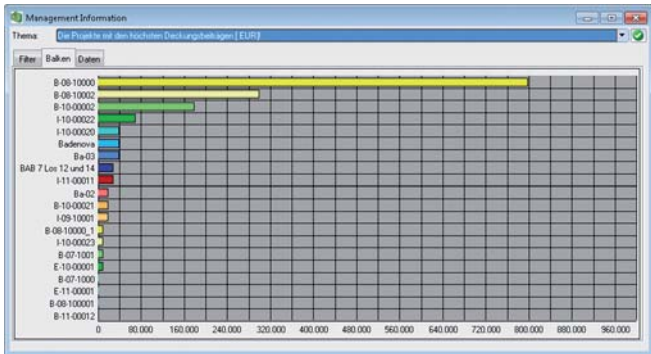 Management Information
Thema: Die Projekte mit den höchsten Deckungsbeiträgen [ EUR]!
Filter Balken Daten
B-08-10000
B-08-10002
B-10-00002
I-10-00022
I-10-00020
Badenova
Ba-03
BAB 7 Los 12 und 14
I-11-00011
Ba-02
B-10-00021
I-09-10001
B-08-10000_1
I-10-00023
B-07-1001
E-10-00001
B-07-1000
E-11-00001
B-08-100001
B-11-00012
0 80.000 160.000 240.000 320.000 400.000 480.000 560.000 640.000 720.000 800.000 880.000 960.000